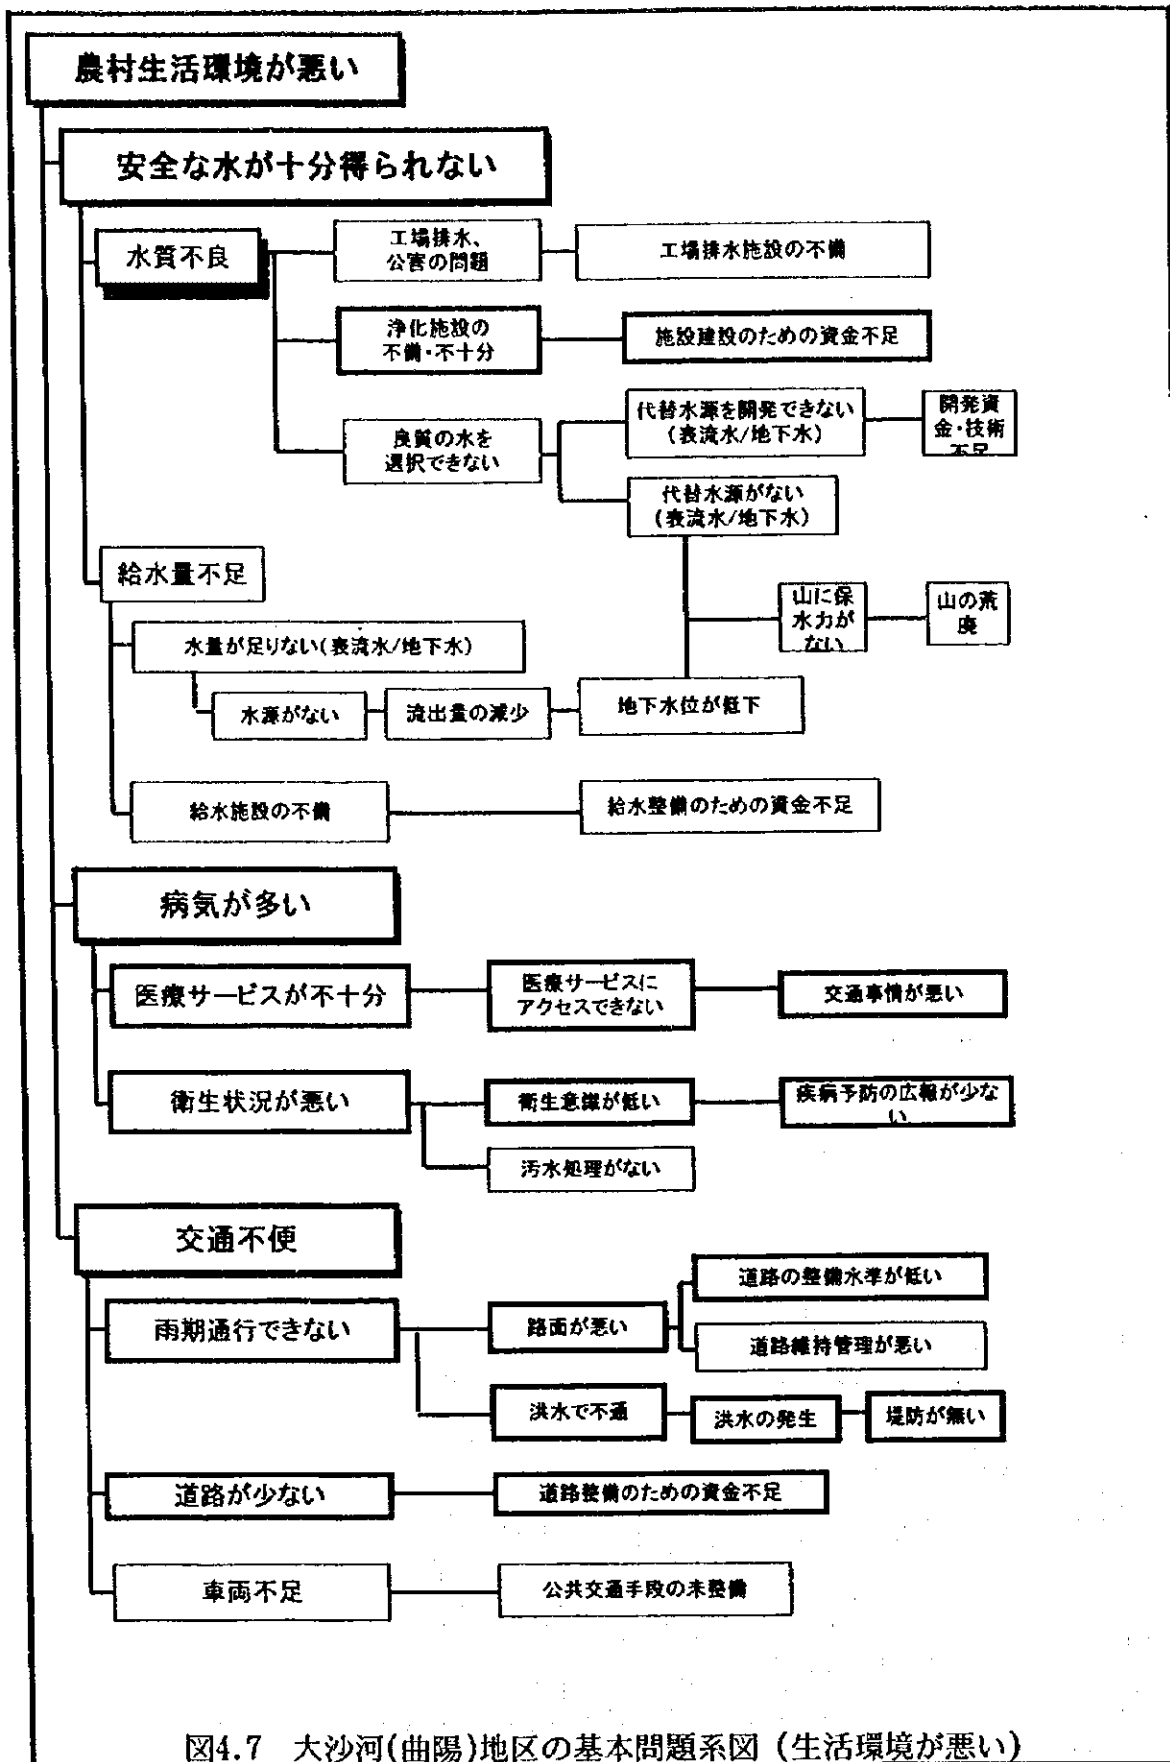 農村生活環境が悪い
安全な水が十分得られない
水質不良
工場排水、
公害の問題
工場排水施設の不備
浄化施設の
不備・不十分
施設建設のための資金不足
良質の水を
選択できない
代替水源を開発できない
(表流水/地下水)
開発資
金・技術
不足
代替水源がない
(表流水/地下水)
給水量不足
山に保
水力が
ない
山の荒
廃
水量が足りない(表流水/地下水)
水源がない
流出量の減少
地下水位が低下
給水施設の不備
給水整備のための資金不足
病気が多い
医療サービスが不十分
医療サービスに
アクセスできない
交通事情が悪い
衛生状況が悪い
衛生意識が低い
疾病予防の広報が少な
い
汚水処理がない
交通不便
雨期通行できない
路面が悪い
道路の整備水準が低い
道路維持管理が悪い
洪水で不通
洪水の発生
堤防が無い
道路が少ない
道路整備のための資金不足
車両不足
公共交通手段の未整備
図4.7 大沙河(曲陽)地区の基本問題系図 (生活環境が悪い)